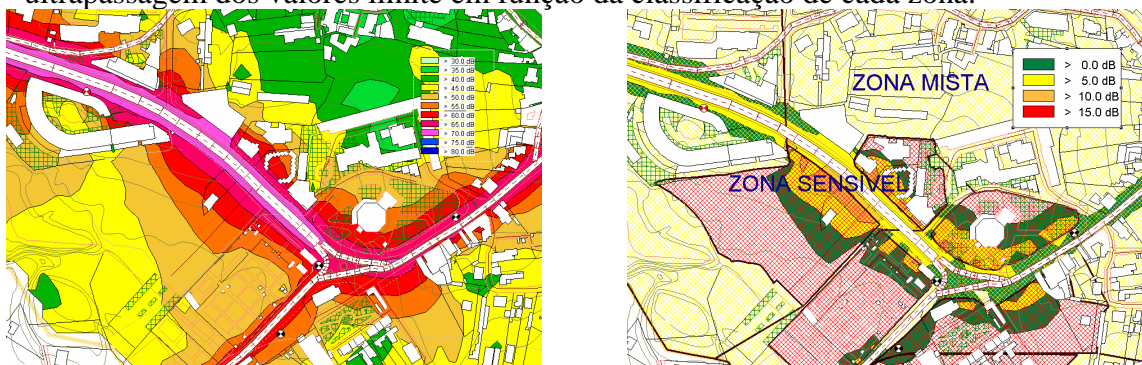 ultrapassagem dos valores limite em função da classificação de cada zona.
> 30.0 dB
> 35.0 dB
> 40.0 dB
> 45.0 dB
> 50.0 dB
> 55.0 dB
> 60.0 dB
> 65.0 dB
> 70.0 dB
> 75.0 dB
> 80.0 dB
ZONA MISTA
> 0.0 dB
> 5.0 dB
> 10.0 dB
> 15.0 dB
ZONA SENSÍVEL